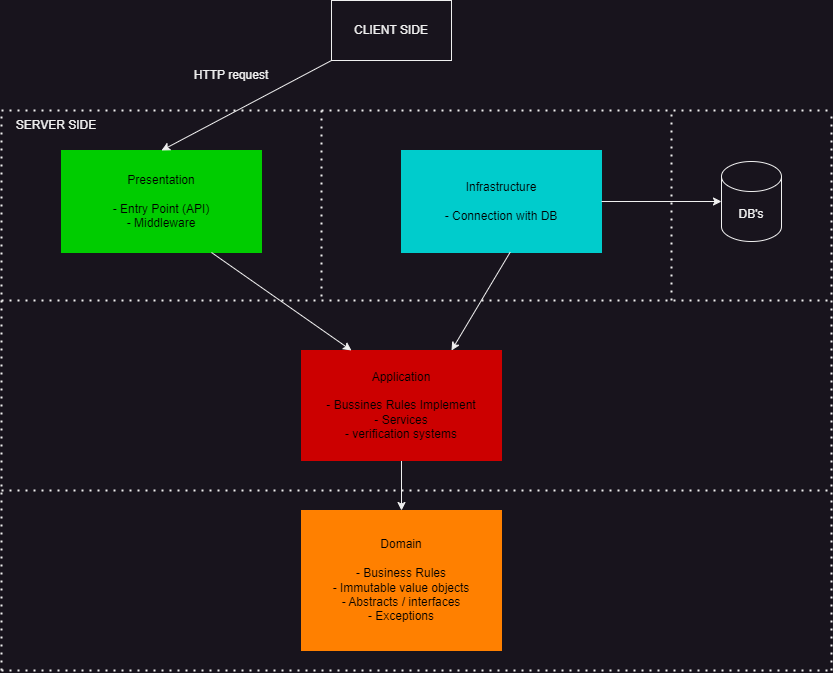 CLIENT SIDE
HTTP request
SERVER SIDE
Presentation
- Entry Point (API)
- Middleware
Infrastructure
- Connection with DB
DB's
Application
- Bussines Rules Implement
- Services
- verification systems
Domain
- Business Rules
- Immutable value objects
- Abstracts / interfaces
- Exceptions